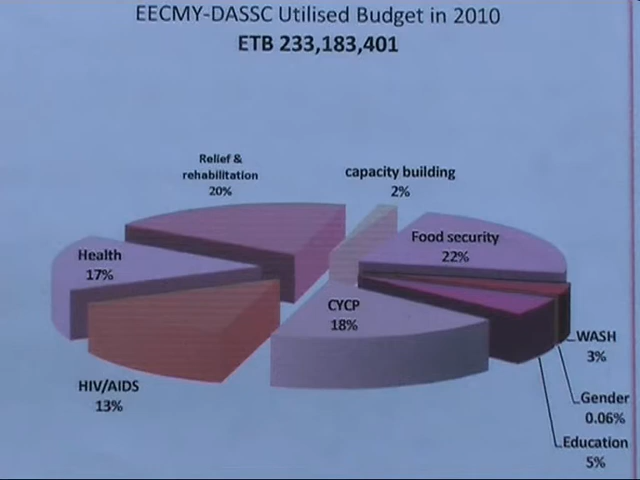 EECMY-DASSC Utilised Budget in 2010
ETB 233,183,401
Relief &
rehabilitation
20%
capacity building
2%
Food security
22%
Health
17%
CYCP
18%
WASH
3%
HIV/AIDS
13%
Gender
0.06%
Education
5%